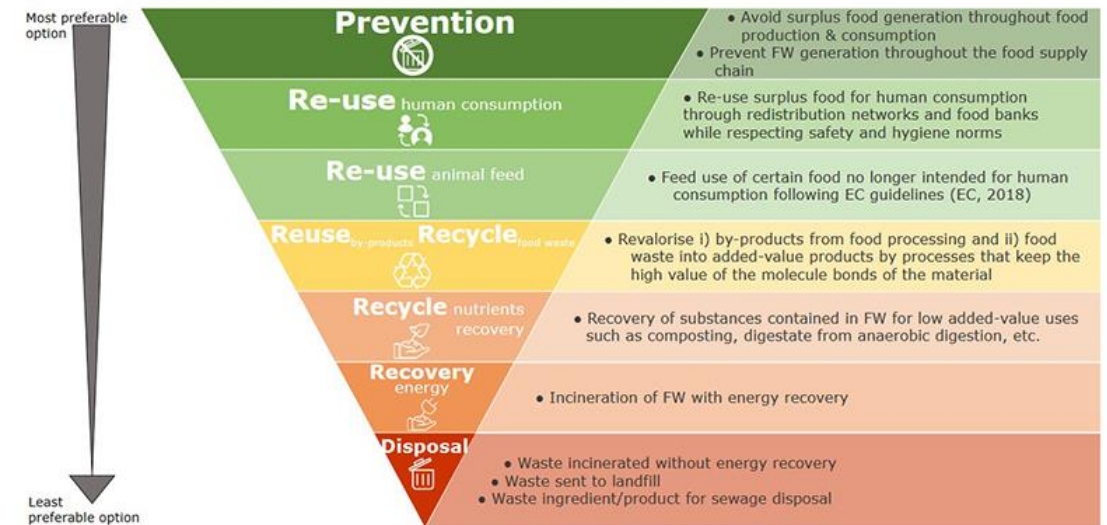 Most preferable
option
Prevention
● Avoid surplus food generation throughout food
production & consumption
● Prevent FW generation throughout the food supply
chain
Re-use human consumption
● Re-use surplus food for human consumption
through redistribution networks and food banks
while respecting safety and hygiene norms
Re-use animal feed
● Feed use of certain food no longer intended for human
consumption following EC guidelines (EC, 2018)
Reuse by-products Recycle food waste
● Revalorise i) by-products from food processing and ii) food
waste into added-value products by processes that keep the
high value of the molecule bonds of the material
Recycle nutrients
recovery
● Recovery of substances contained in FW for low added-value uses
such as composting, digestate from anaerobic digestion, etc.
Recovery
energy
● Incineration of FW with energy recovery
Disposal
● Waste incinerated without energy recovery
● Waste sent to landfill
● Waste ingredient/product for sewage disposal
Least
preferable option